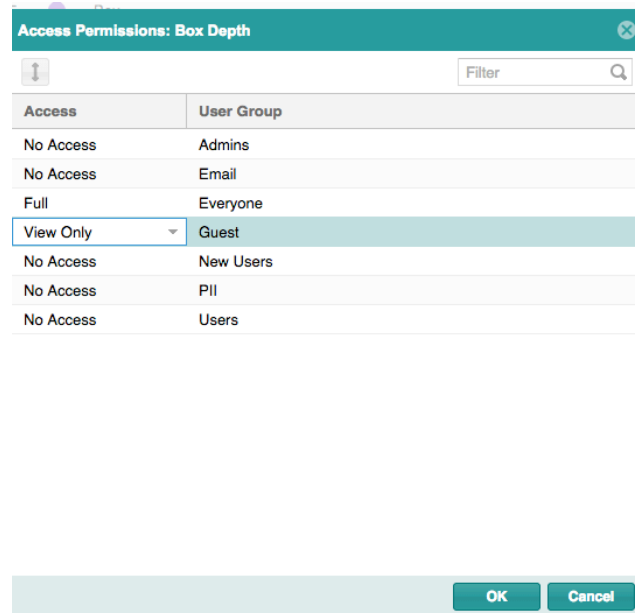 Access Permissions: Box Depth
Filter
Access User Group
No Access Admins
No Access Email
Full Everyone
View Only Guest
No Access New Users
No Access PII
No Access Users
OK Cancel